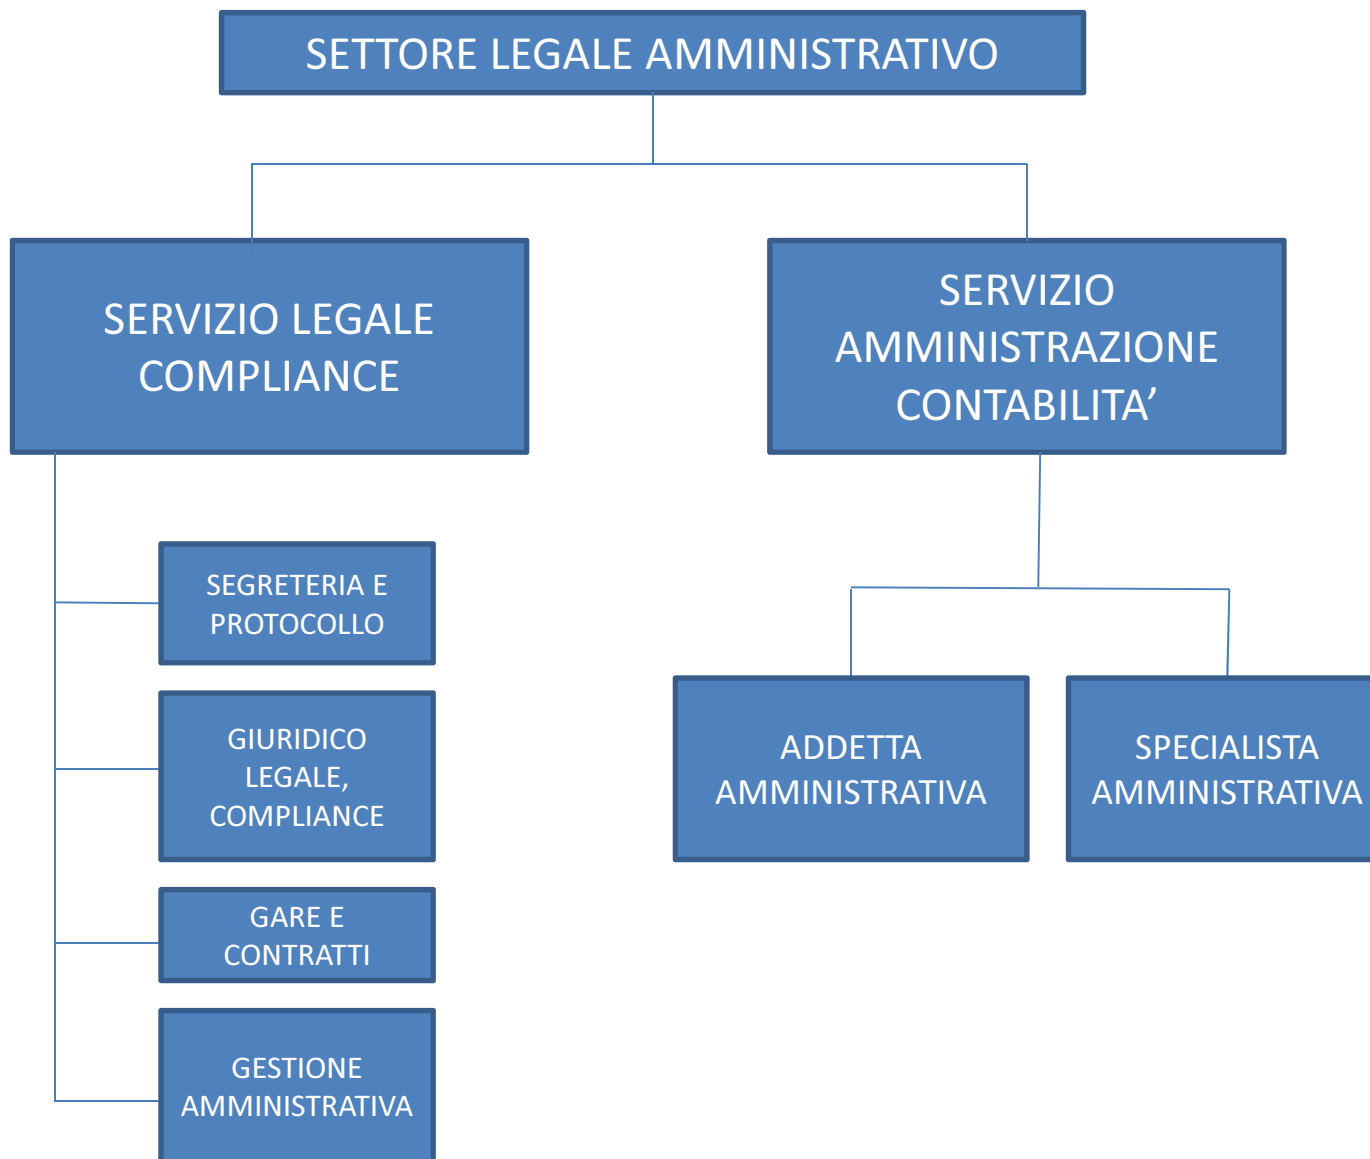 SETTORE LEGALE AMMINISTRATIVO
SERVIZIO LEGALE
COMPLIANCE
SERVIZIO
AMMINISTRAZIONE
CONTABILITA’
SEGRETERIA E
PROTOCOLLO
GIURIDICO
LEGALE,
COMPLIANCE
GARE E
CONTRATTI
GESTIONE
AMMINISTRATIVA
ADDETTA
AMMINISTRATIVA
SPECIALISTA
AMMINISTRATIVA